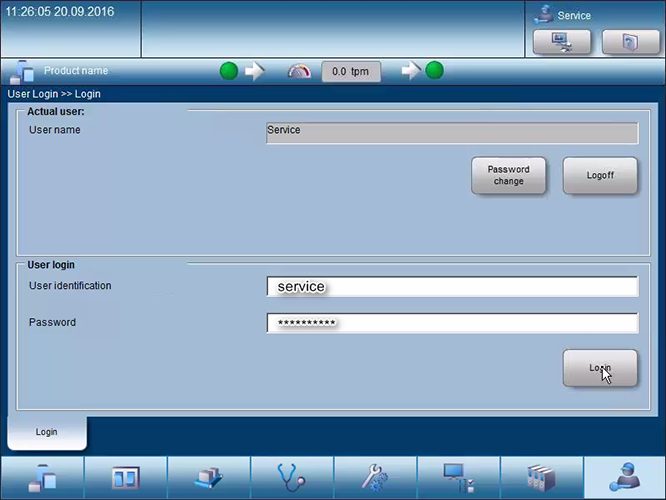 11:26:05 20.09.2016
Service
Product name
0.0 tpm
User Login >> Login
Actual user:
User name
Service
Password
change
Logoff
User login
User identification
service
Password
**********
Login
Login